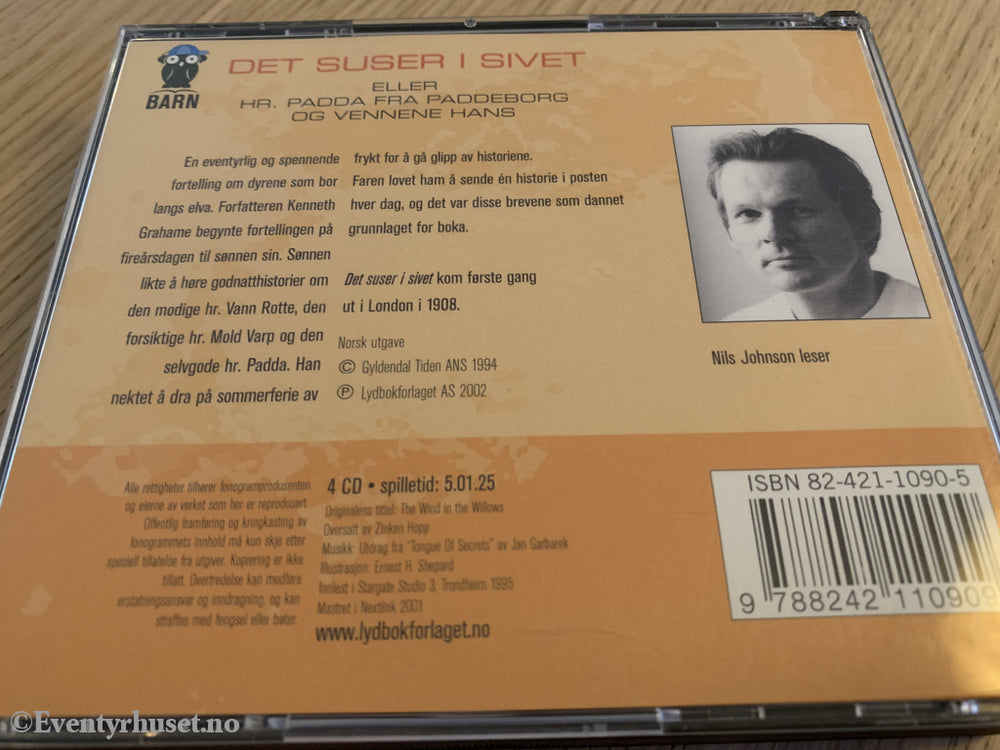 BARN
DET SUSER I SIVET
ELLER
HR. PADDA FRA PADDEBORG
OG VENNENE HANS
En eventyrlig og spennende
fortelling om dyrene som bor
langs elva. Forfatteren Kenneth
Grahame begynte fortellingen på
fireårsdagen til sønnen sin. Sønnen
likte å høre godnatthistorier om
den modige hr. Vann Rotte, den
forsiktige hr. Mold Varp og den
selvgode hr. Padda. Han
nektet å dra på sommerferie av
frykt for å gå glipp av historiene.
Faren lovet ham å sende én historie i posten
hver dag, og det var disse brevene som dannet
grunnlaget for boka.
Det suser i sivet kom første gang
ut i London i 1908.
Norsk utgave
© Gyldendal Tiden ANS 1994
℗ Lydbokforlaget AS 2002
Nils Johnson leser
Alle rettigheter tilhører fonogramprodusenten
og eierne av verket som her er reprodusert.
Offentlig framføring og kringkasting av
fonogrammets innhold må kun skje etter
spesiell tillatelse fra utgiver. Kopiering er ikke
tillatt. Overtredelse kan medføre
erstatningsansvar og inndragning, og kan
straffes med fengsel eller bøter.
4 CD • spilletid: 5.01.25
Originalens tittel: The Wind in the Willows
Oversatt av Zinken Hopp
Musikk: Utdrag fra "Tongue Of Secrets" av Jan Garbarek
Illustrasjon: Ernest H. Shepard
Innlest i Stargate Studio 3, Trondheim 1995
Mastret i Nextlink 2001
www.lydbokforlaget.no
ISBN 82-421-1090-5
9 788242 110909
©Eventyrhuset.no